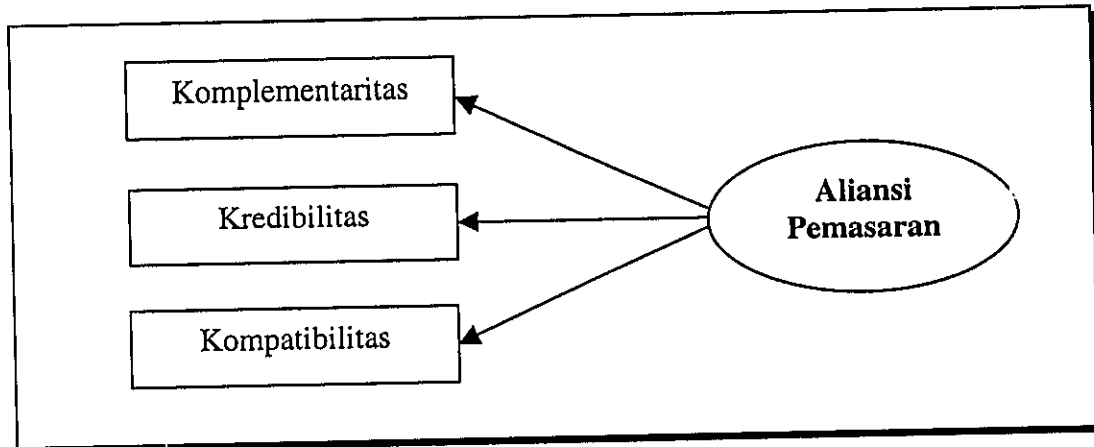 Komplementaritas
Kredibilitas
Kompatibilitas
Aliansi
Pemasaran